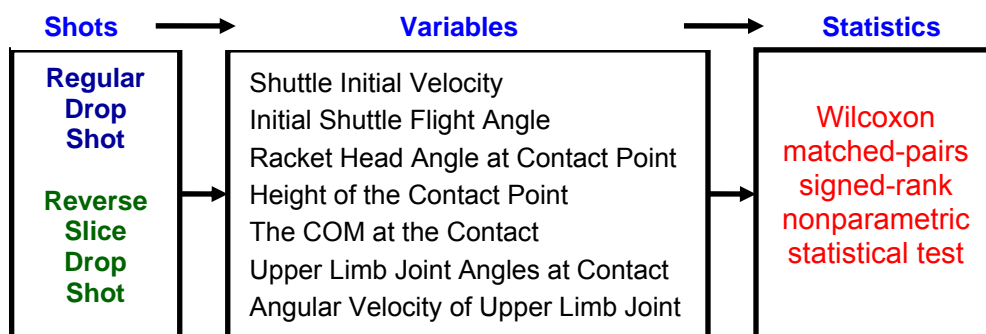 Shots Variables Statistics
Regular
Drop
Shot
Reverse
Slice
Drop
Shot
Shuttle Initial Velocity
Initial Shuttle Flight Angle
Racket Head Angle at Contact Point
Height of the Contact Point
The COM at the Contact
Upper Limb Joint Angles at Contact
Angular Velocity of Upper Limb Joint
Wilcoxon
matched-pairs
signed-rank
nonparametric
statistical test